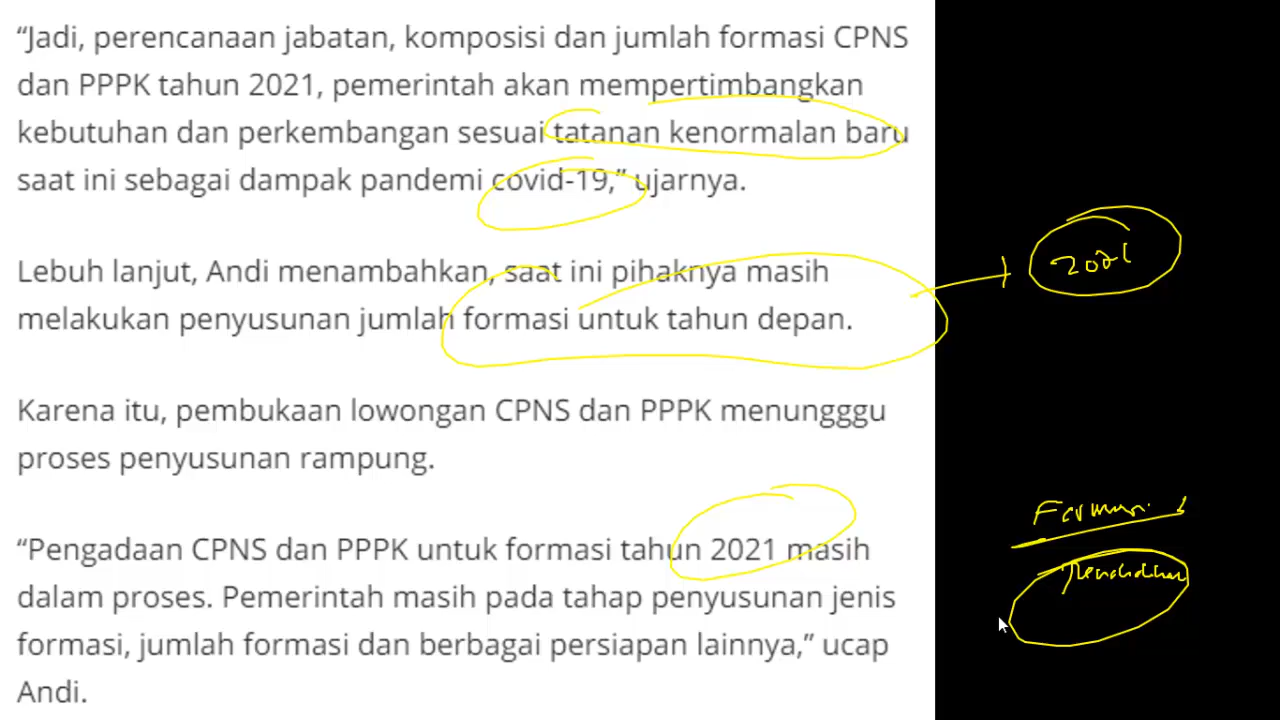 “Jadi, perencanaan jabatan, komposisi dan jumlah formasi CPNS
dan PPPK tahun 2021, pemerintah akan mempertimbangkan
kebutuhan dan perkembangan sesuai tatanan kenormalan baru
saat ini sebagai dampak pandemi covid-19,” ujarnya.
Lebuh lanjut, Andi menambahkan, saat ini pihaknya masih
melakukan penyusunan jumlah formasi untuk tahun depan.
2021
Karena itu, pembukaan lowongan CPNS dan PPPK menungggu
proses penyusunan rampung.
“Pengadaan CPNS dan PPPK untuk formasi tahun 2021 masih
dalam proses. Pemerintah masih pada tahap penyusunan jenis
formasi, jumlah formasi dan berbagai persiapan lainnya,” ucap
Andi.